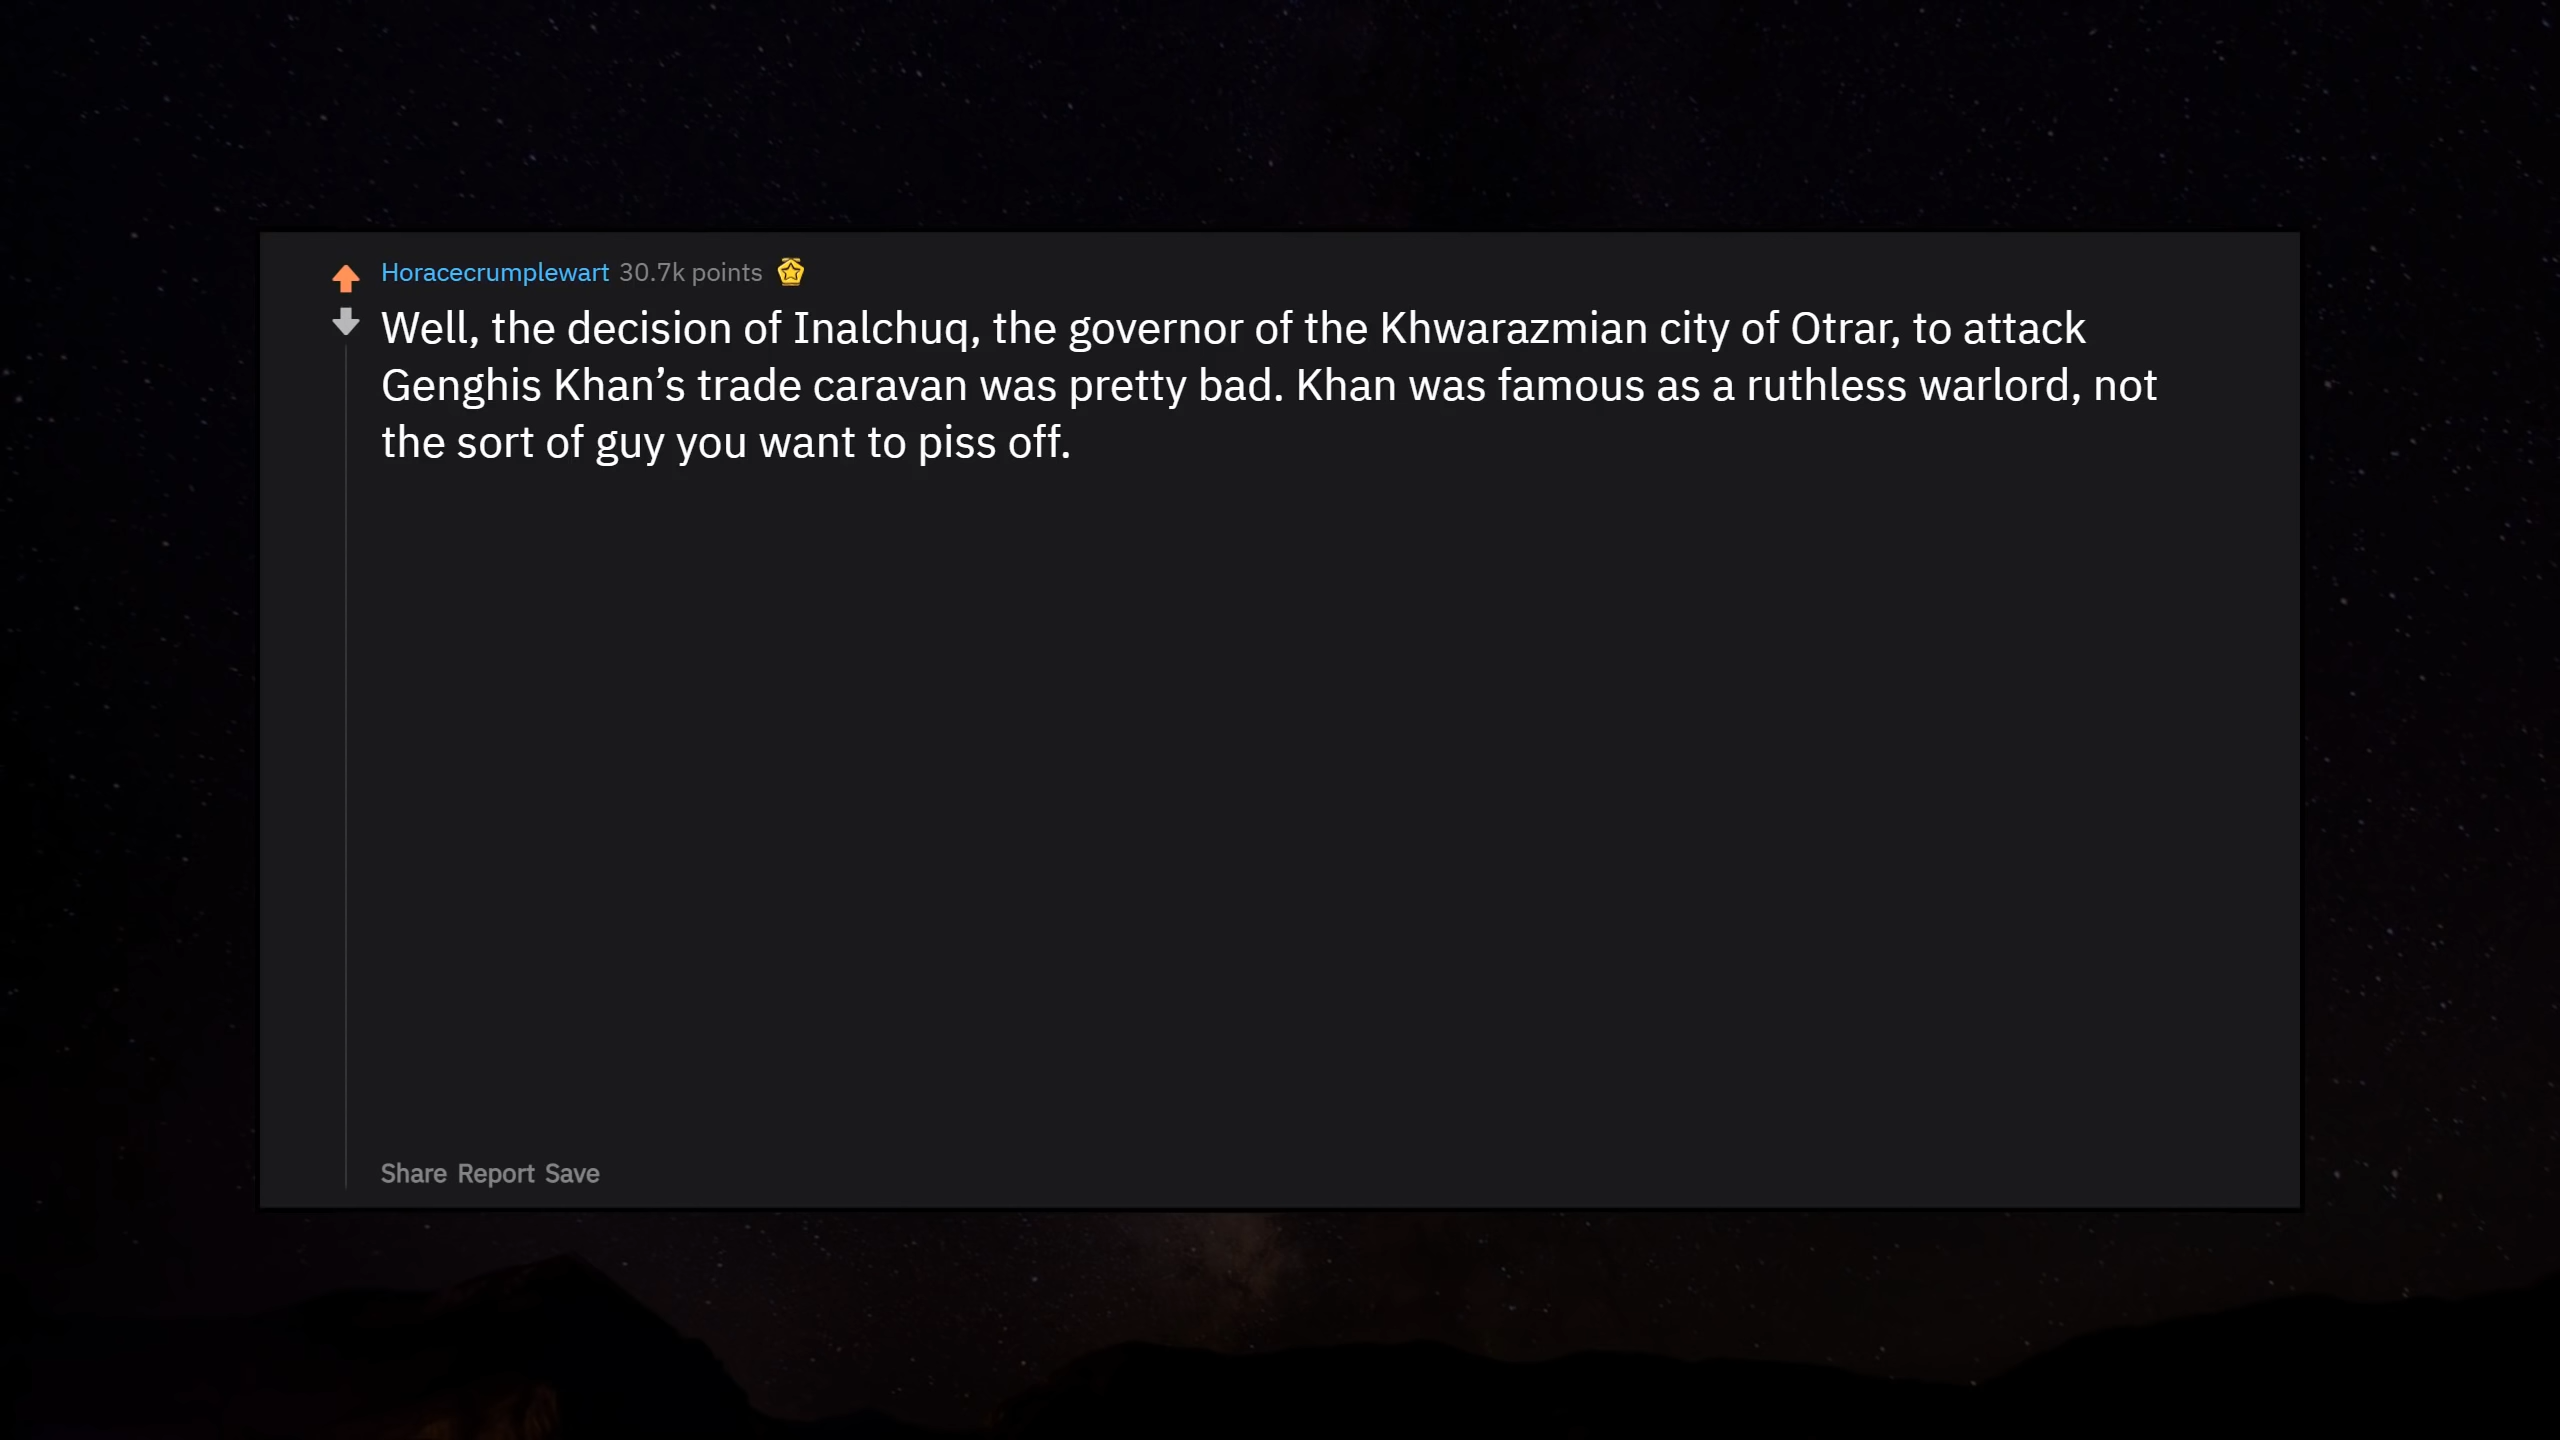 Horacecrumplewart 30.7k points
Well, the decision of Inalchuq, the governor of the Khwarazmian city of Otrar, to attack
Genghis Khan’s trade caravan was pretty bad. Khan was famous as a ruthless warlord, not
the sort of guy you want to piss off.
Share Report Save